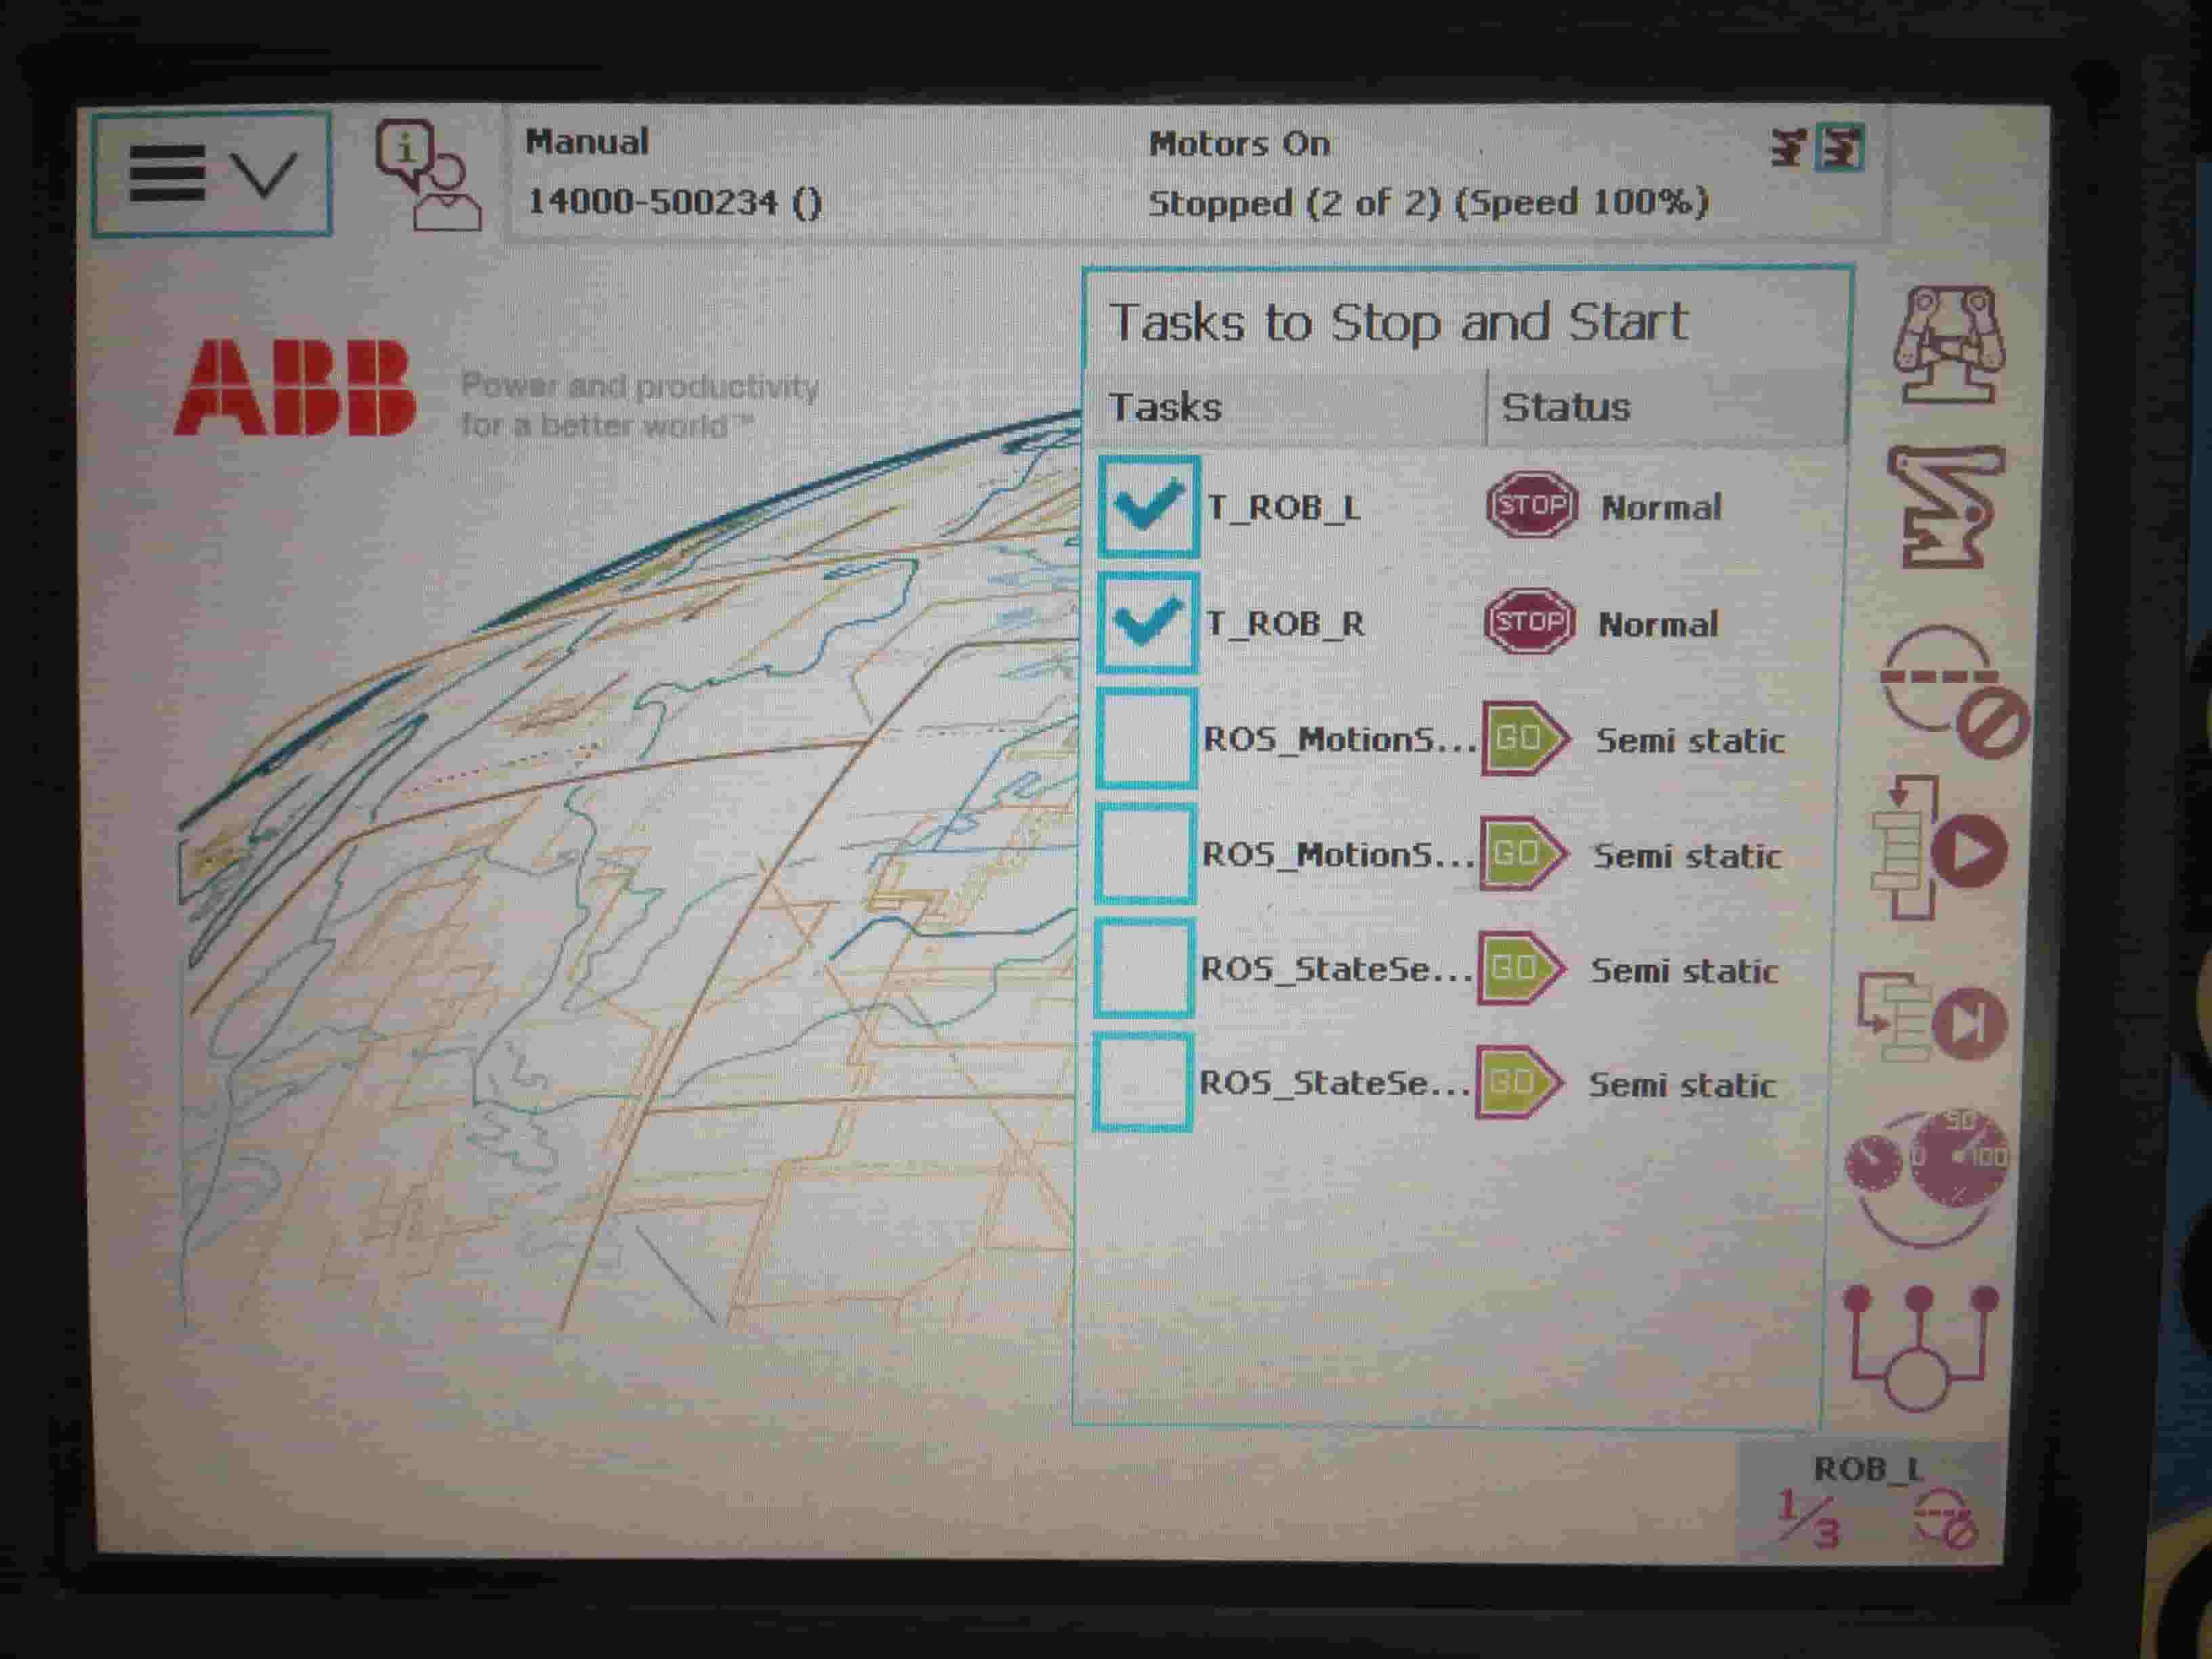 Manual
Motors On
14000-500234 ()
Stopped (2 of 2) (Speed 100%)
ABB
Power and productivity
for a better world™
Tasks to Stop and Start
Tasks Status
T_ROB_L STOP Normal
T_ROB_R STOP Normal
ROS_MotionS... GO Semi static
ROS_MotionS... GO Semi static
ROS_StateSe... GO Semi static
ROS_StateSe... GO Semi static
50
0 100
%
ROB_L
1/3